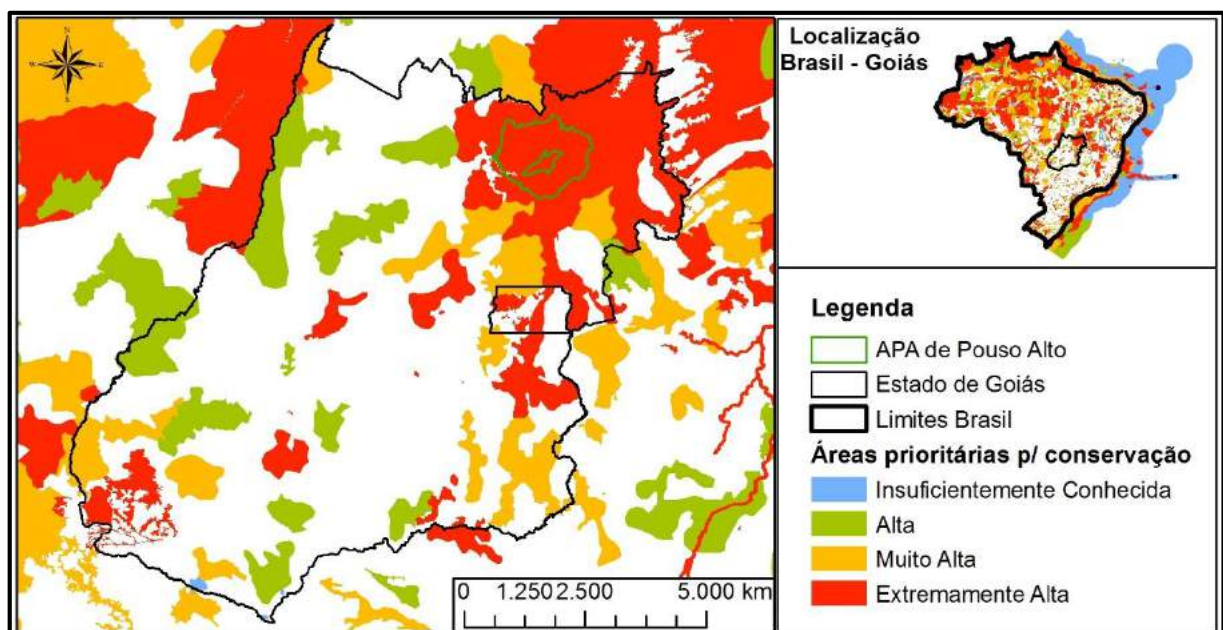 N
W
E
S
0
1.250
2.500
5.000 km
Localização
Brasil - Goiás
Legenda
APA de Pouso Alto
Estado de Goiás
Limites Brasil
Áreas prioritárias p/ conservação
Insuficientemente Conhecida
Alta
Muito Alta
Extremamente Alta